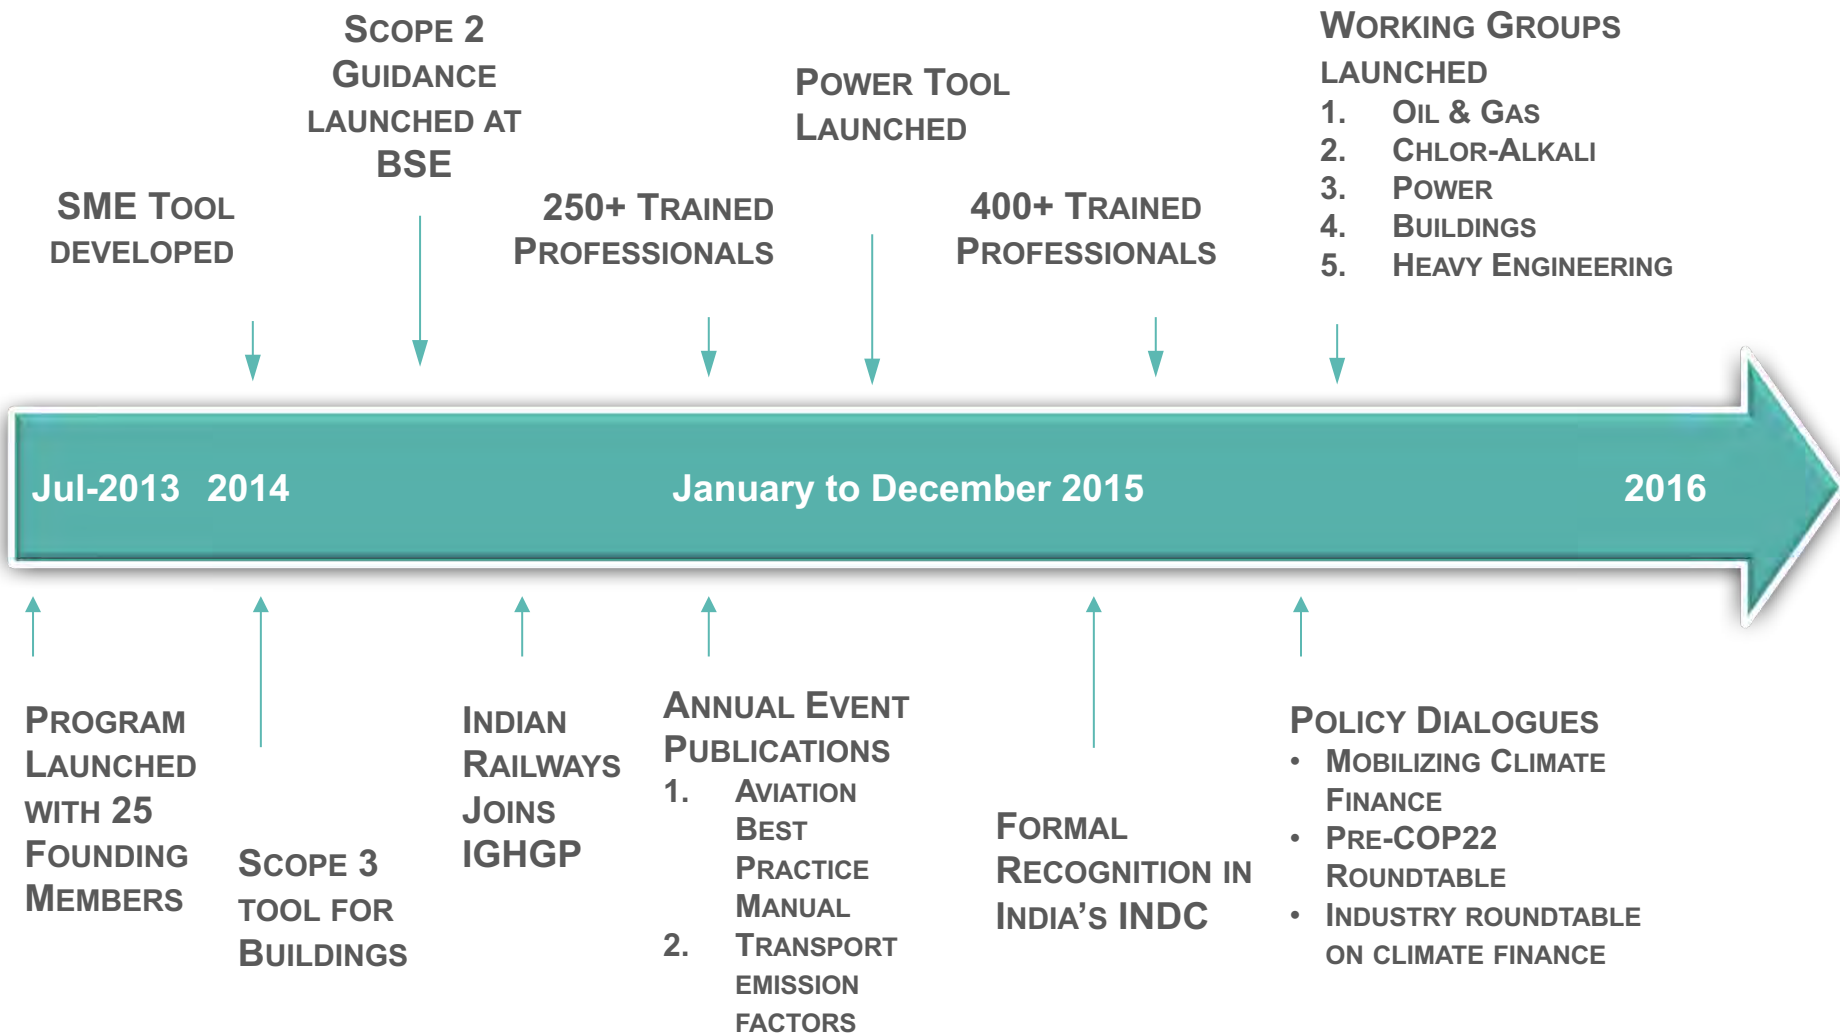 SCOPE 2
GUIDANCE
LAUNCHED AT
BSE
SME TOOL
DEVELOPED
250+ TRAINED
PROFESSIONALS
POWER TOOL
LAUNCHED
400+ TRAINED
PROFESSIONALS
WORKING GROUPS
LAUNCHED
1. OIL & GAS
2. CHLOR-ALKALI
3. POWER
4. BUILDINGS
5. HEAVY ENGINEERING
Jul-2013 2014 January to December 2015 2016
PROGRAM
LAUNCHED
WITH 25
FOUNDING
MEMBERS
SCOPE 3
TOOL FOR
BUILDINGS
INDIAN
RAILWAYS
JOINS
IGHGP
ANNUAL EVENT
PUBLICATIONS
1. AVIATION
BEST
PRACTICE
MANUAL
2. TRANSPORT
EMISSION
FACTORS
FORMAL
RECOGNITION IN
INDIA'S INDC
POLICY DIALOGUES
• MOBILIZING CLIMATE
FINANCE
• PRE-COP22
ROUNDTABLE
• INDUSTRY ROUNDTABLE
ON CLIMATE FINANCE